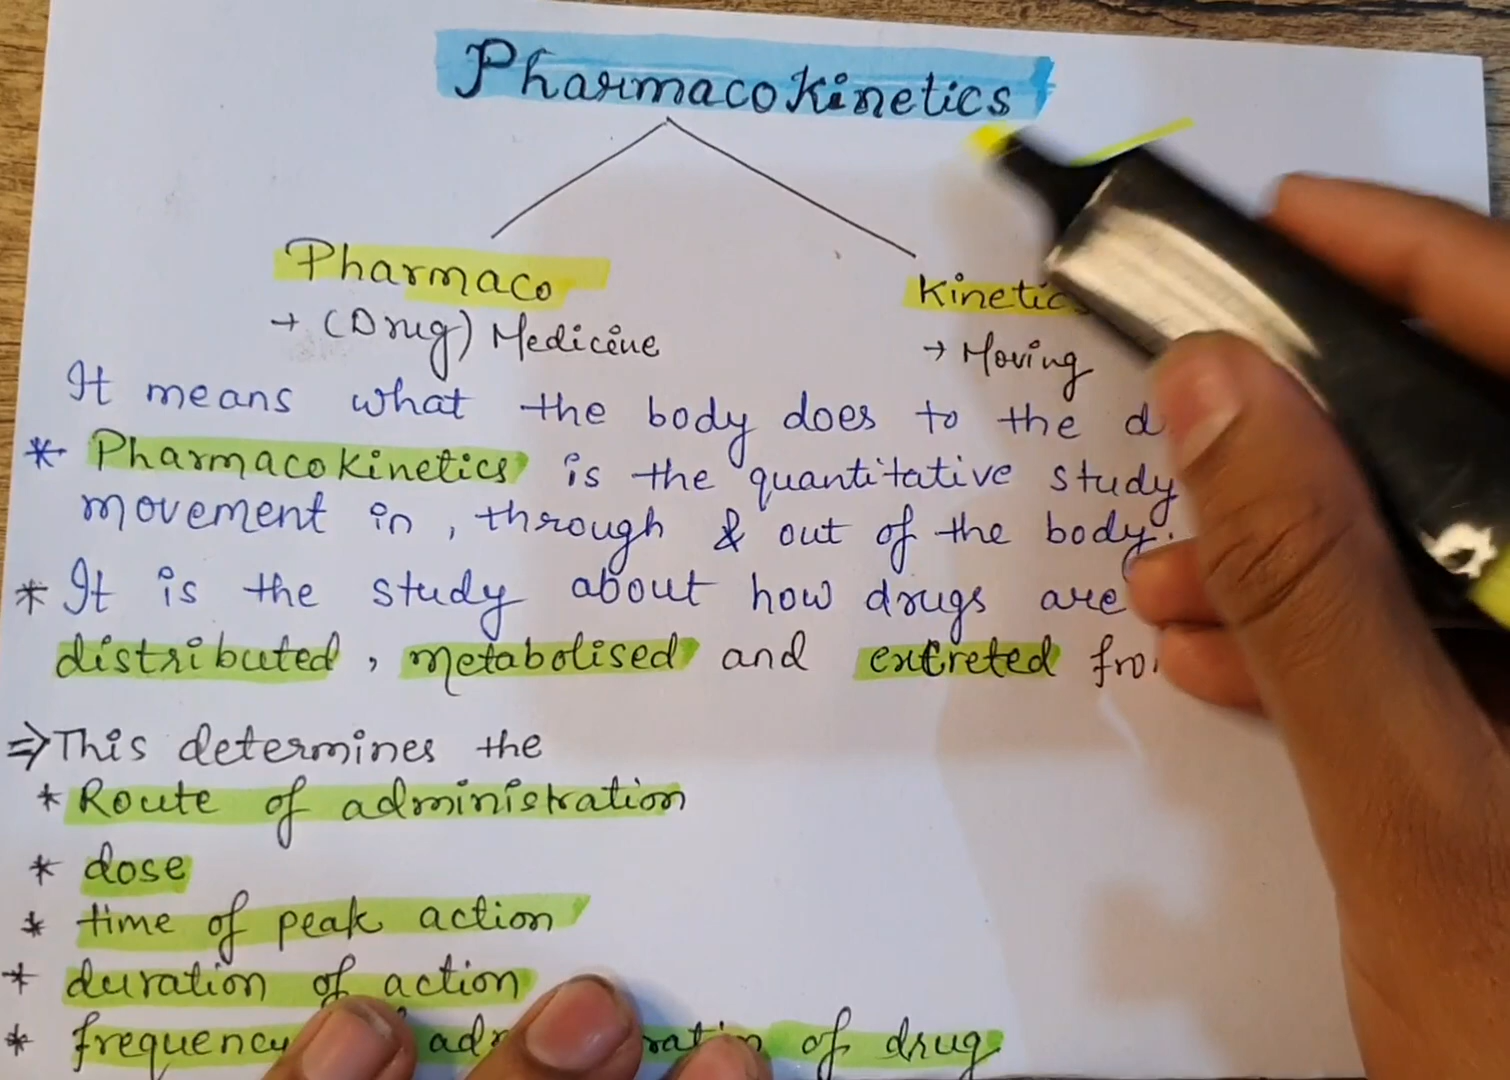 Pharmacokinetics
Pharmaco Kinetics
→ (Drug) Medicine → Moving
It means what the body does to the
* Pharmacokinetics is the quantitative study
movement in, through & out of the body.
* It is the study about how drugs are
distributed, metabolised and excreted
⇒ This determines the
* Route of administration
* dose
* time of peak action
* duration of action
* frequency of drug